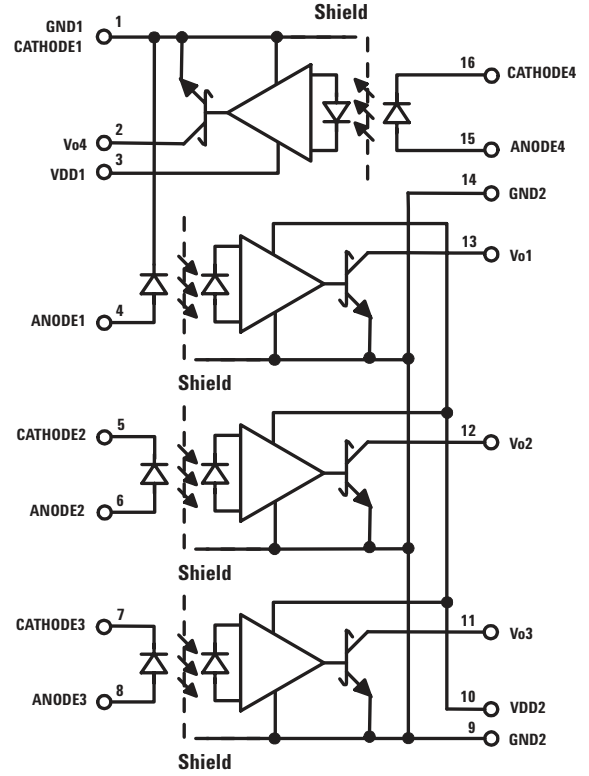 Shield
GND1 1
CATHODE1
16 CATHODE4
2
Vo4
3
VDD1
15 ANODE4
14
GND2
13 Vo1
4
ANODE1
Shield
5
CATHODE2
12 Vo2
6
ANODE2
Shield
7
CATHODE3
11 Vo3
8
ANODE3
10 VDD2
9
GND2
Shield